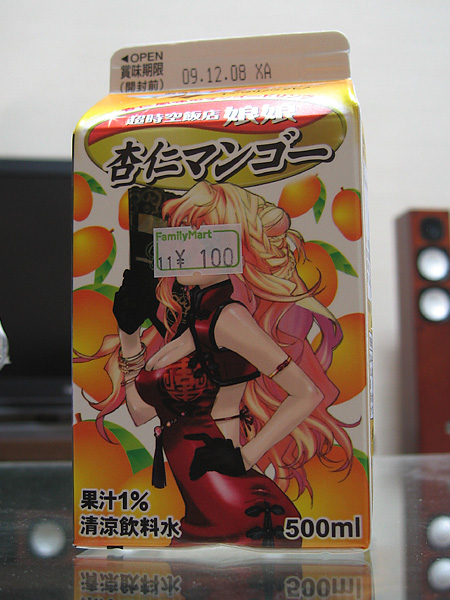 ◀OPEN
賞味期限
(開封前)
09.12.08 XA
超時空飯店 娘娘
杏仁マンゴー
FamilyMart
11¥ 100
果汁1%
清涼飲料水
500ml